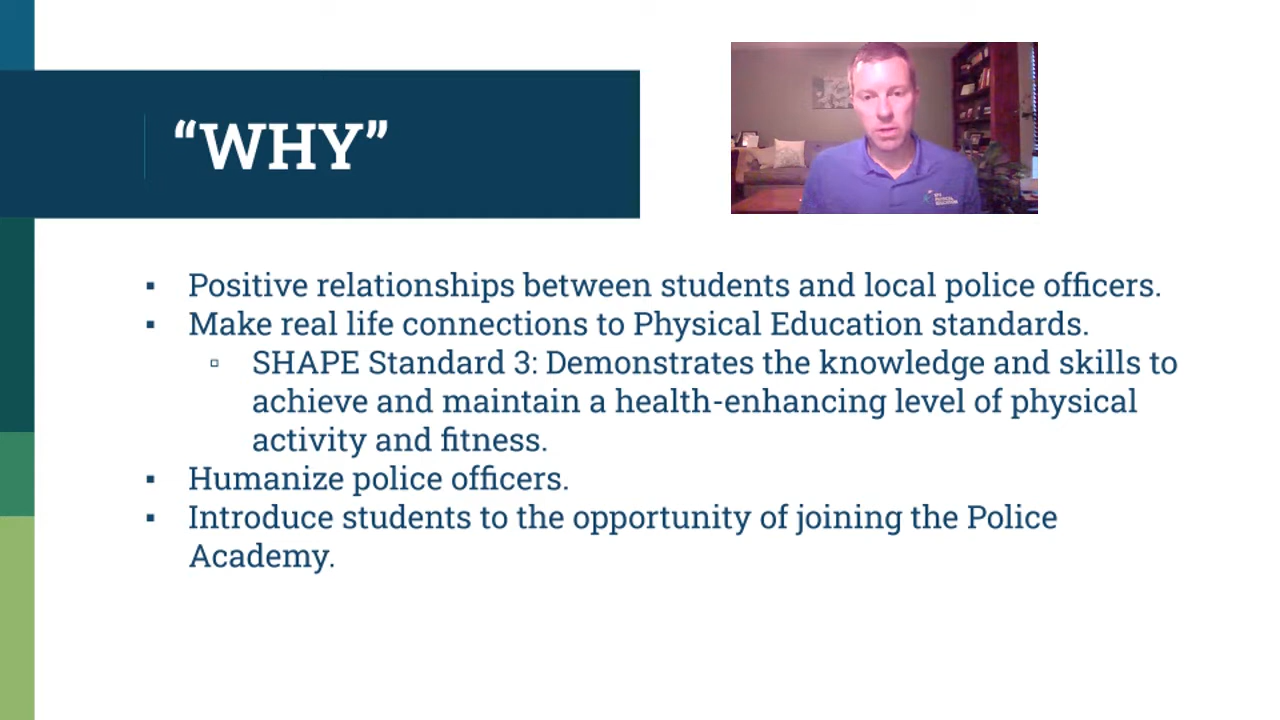 “WHY”
▪ Positive relationships between students and local police officers.
▪ Make real life connections to Physical Education standards.
▫ SHAPE Standard 3: Demonstrates the knowledge and skills to
achieve and maintain a health-enhancing level of physical
activity and fitness.
▪ Humanize police officers.
▪ Introduce students to the opportunity of joining the Police
Academy.